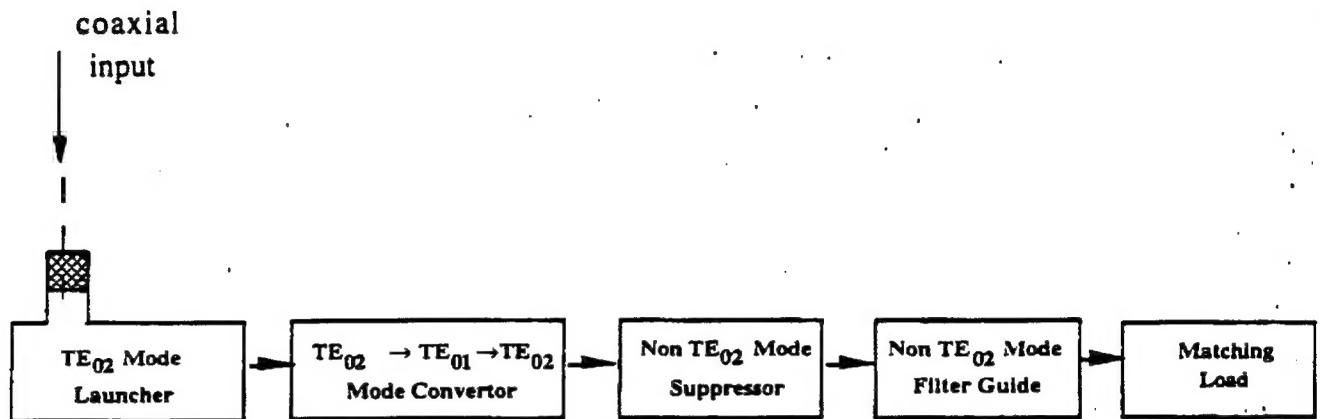 coaxial
input
TE02 Mode
Launcher
TE02 → TE01 → TE02
Mode Convertor
Non TE02 Mode
Suppressor
Non TE02 Mode
Filter Guide
Matching
Load